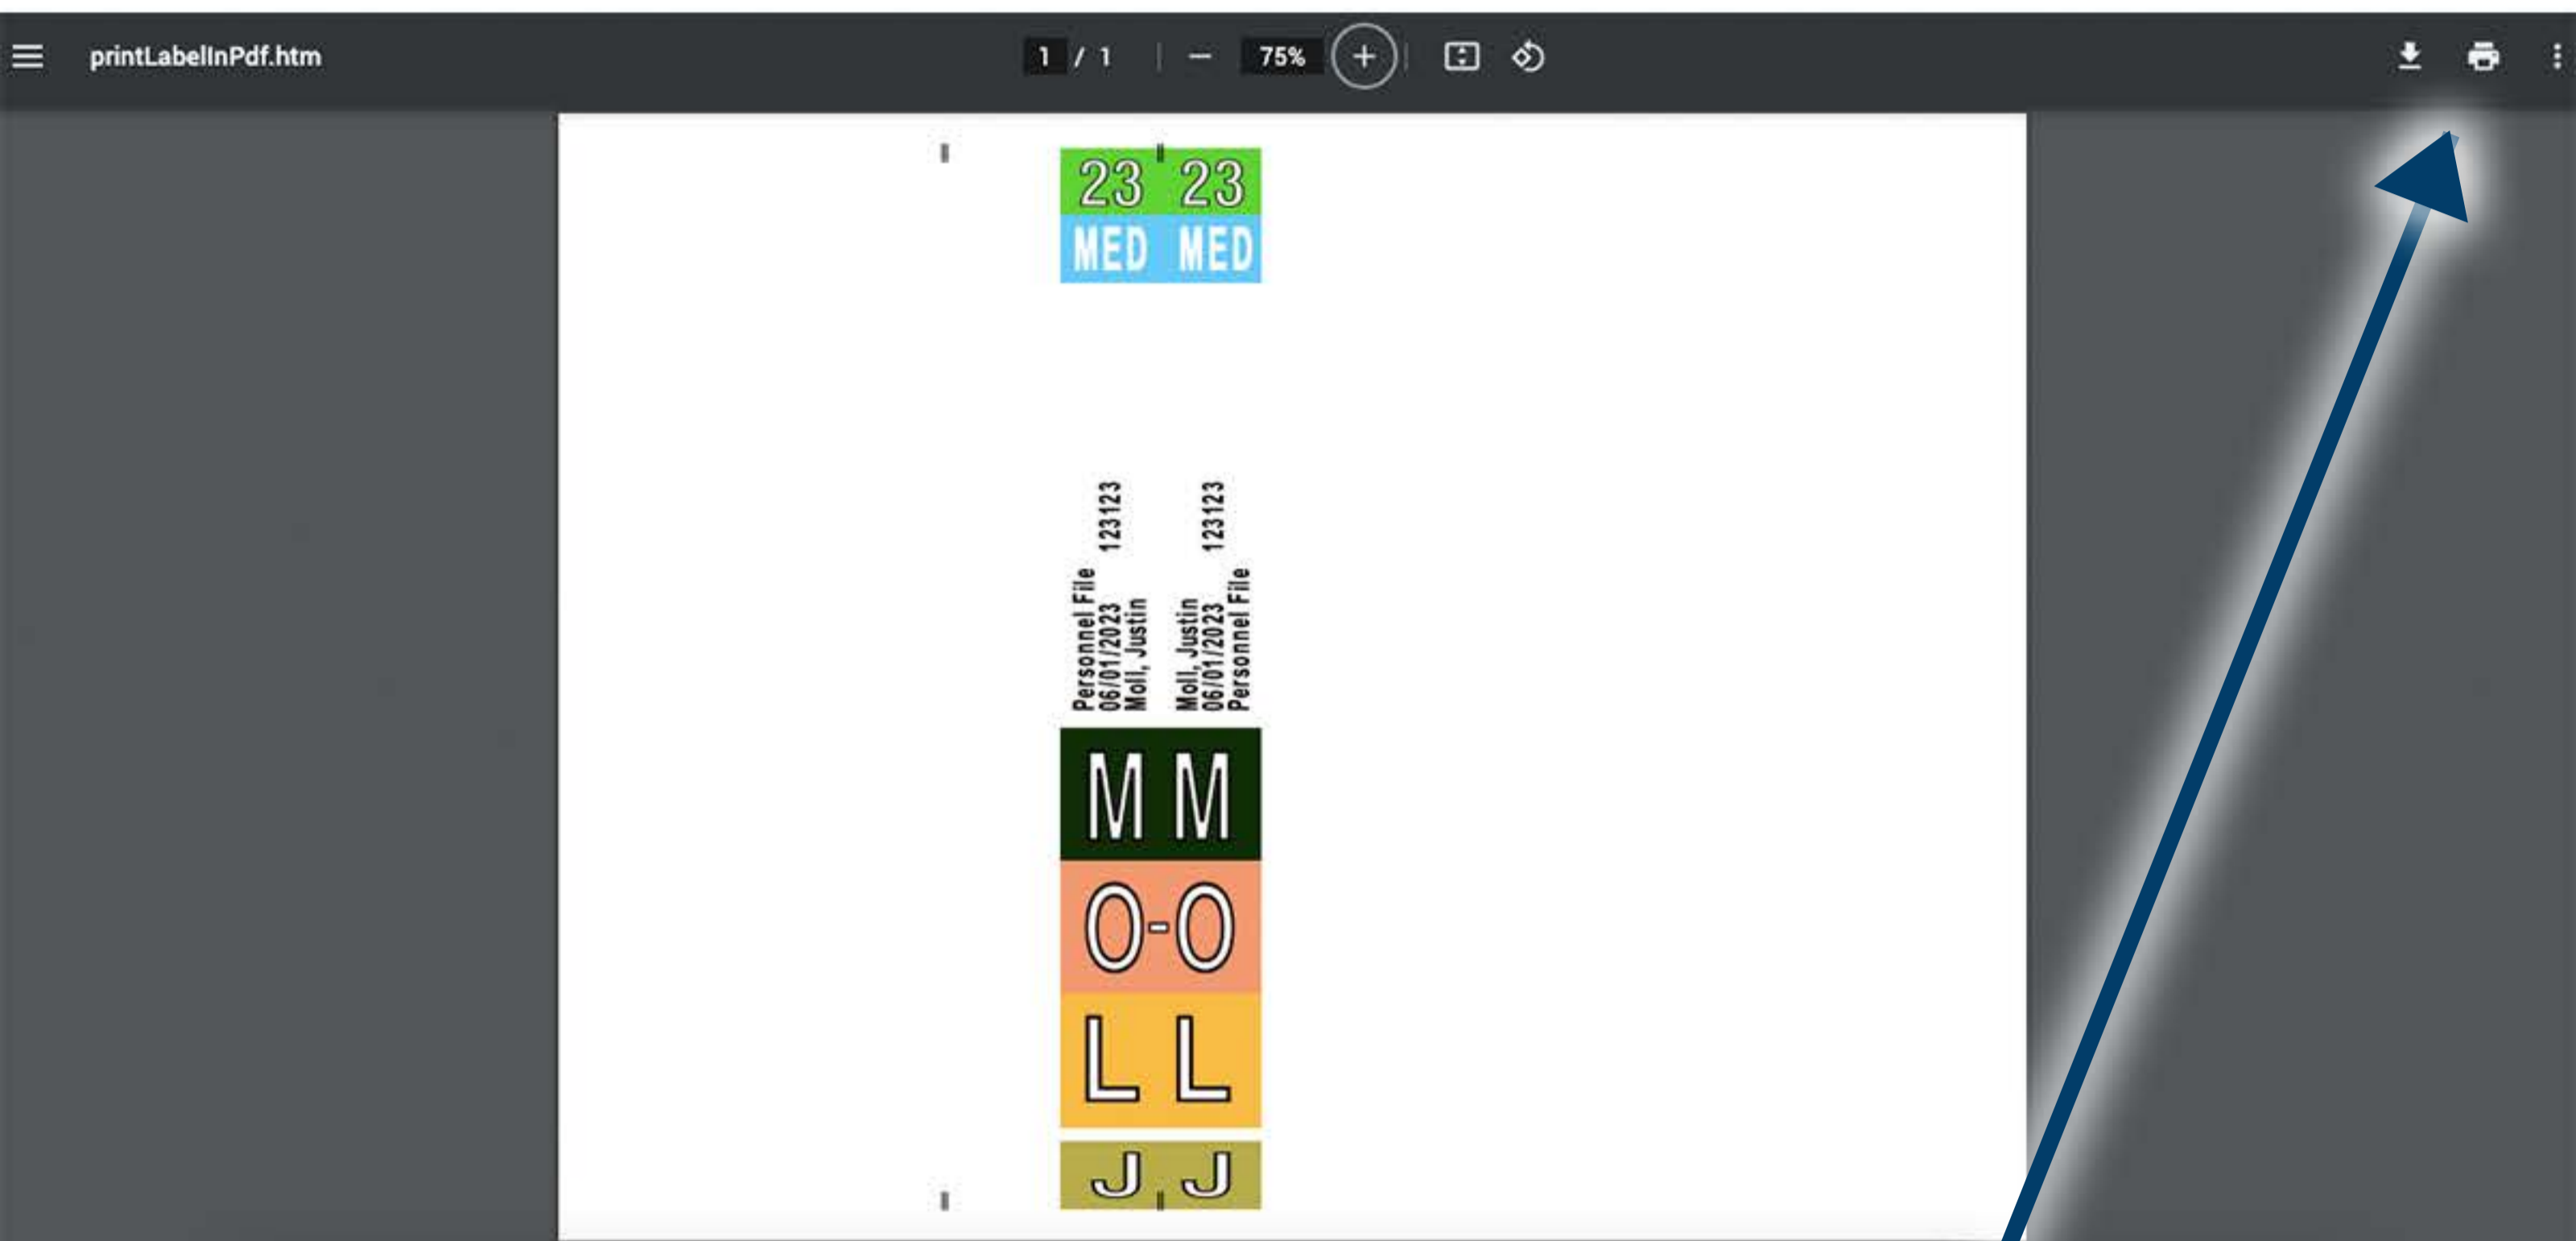 printLabelInPdf.htm
1 / 1
75%
23 23
MED MED
123123
123123
Personnel File
06/01/2023
Moll, Justin
Moll, Justin
06/01/2023
Personnel File
M M
O-O
L L
J J